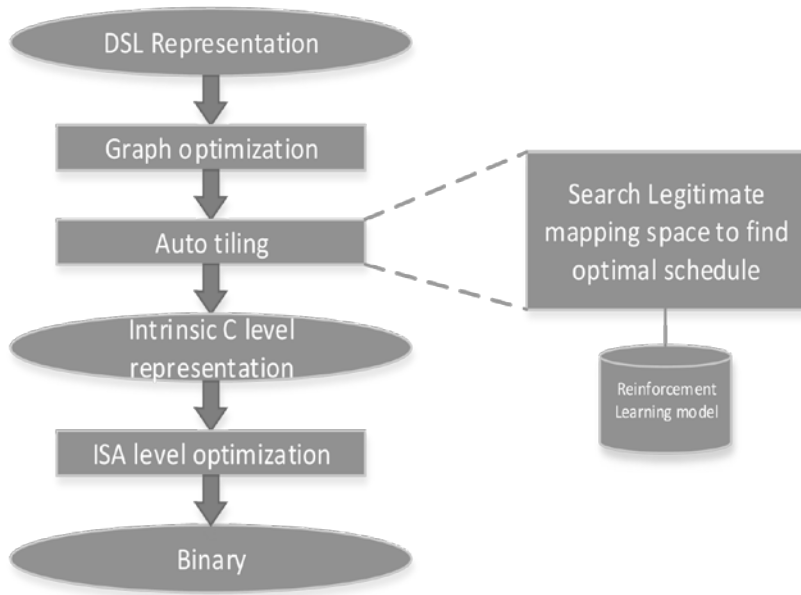 DSL Representation
Graph optimization
Auto tiling
Intrinsic C level
representation
ISA level optimization
Binary
Search Legitimate
mapping space to find
optimal schedule
Reinforcement
Learning model